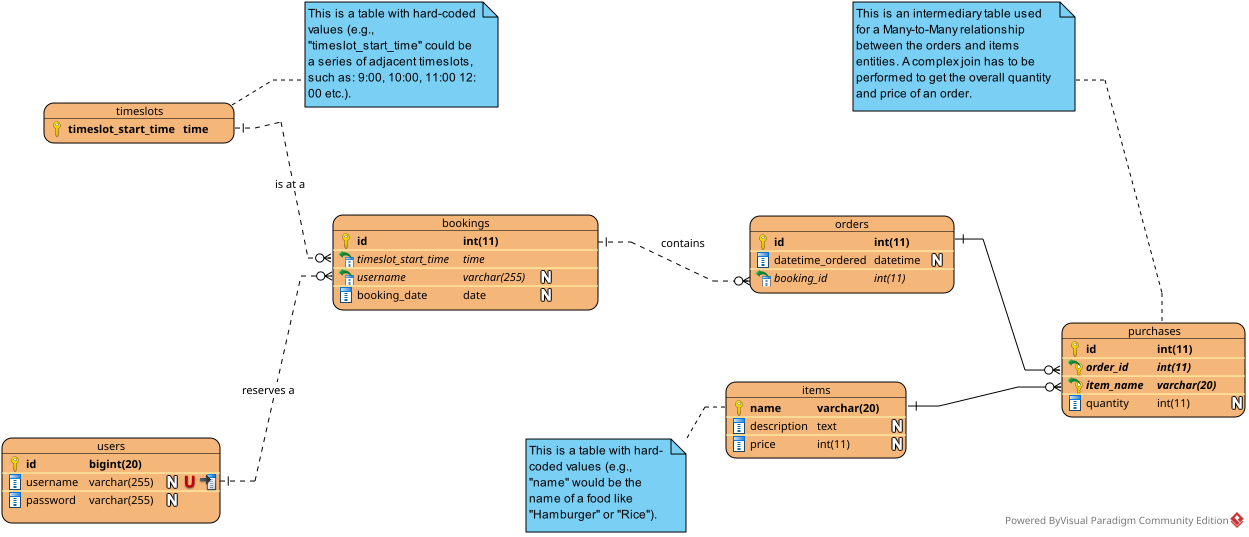 This is a table with hard-coded
values (e.g.,
"timeslot_start_time" could be
a series of adjacent timeslots,
such as: 9:00, 10:00, 11:00 12:
00 etc.).
This is an intermediary table used
for a Many-to-Many relationship
between the orders and items
entities. A complex join has to be
performed to get the overall quantity
and price of an order.
timeslots
timeslot_start_time time
is at a
bookings
id int(11)
timeslot_start_time time
username varchar(255) N
booking_date date N
contains
orders
id int(11)
datetime_ordered datetime N
booking_id int(11)
purchases
id int(11)
order_id int(11)
item_name varchar(20)
quantity int(11) N
reserves a
items
name varchar(20)
description text N
price int(11) N
users
id bigint(20)
username varchar(255) N U
password varchar(255) N
This is a table with hard-
coded values (e.g.,
"name" would be the
name of a food like
"Hamburger" or "Rice").
Powered ByVisual Paradigm Community Edition